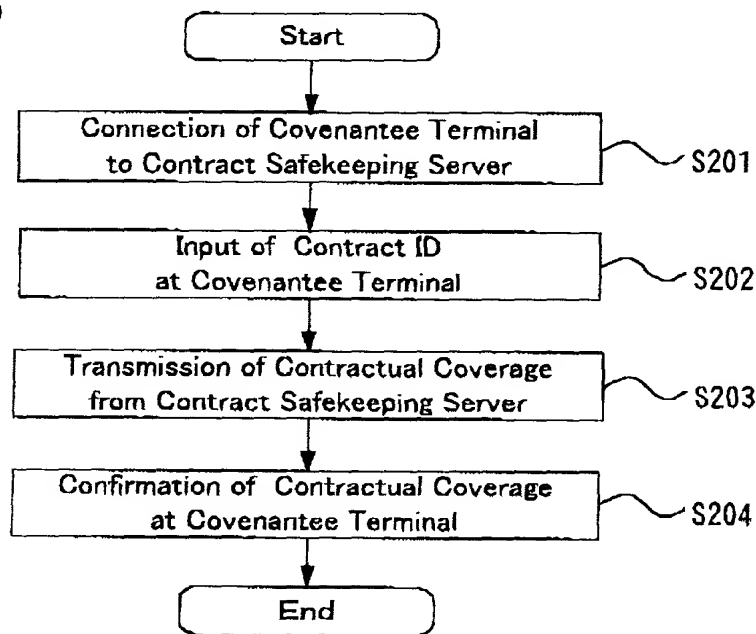 Start
Connection of Covenantee Terminal
to Contract Safekeeping Server
S201
Input of Contract ID
at Covenantee Terminal
S202
Transmission of Contractual Coverage
from Contract Safekeeping Server
S203
Confirmation of Contractual Coverage
at Covenantee Terminal
S204
End